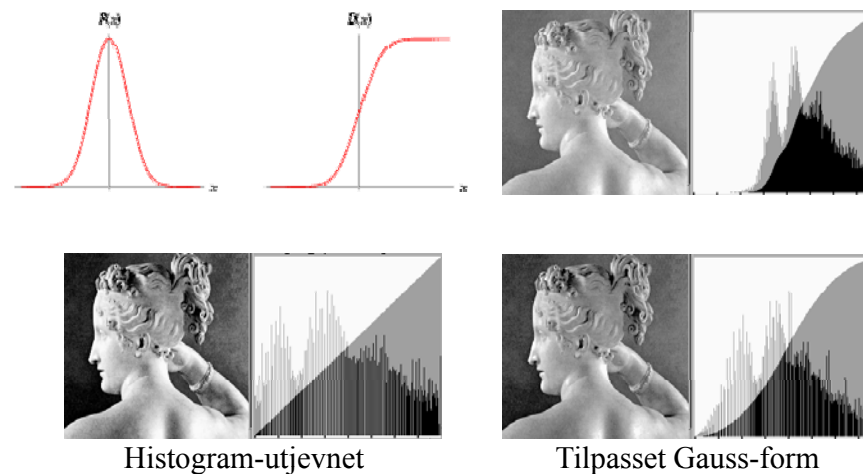 P(x)
D(x)
x
x
Histogram-utjevnet
Tilpasset Gauss-form